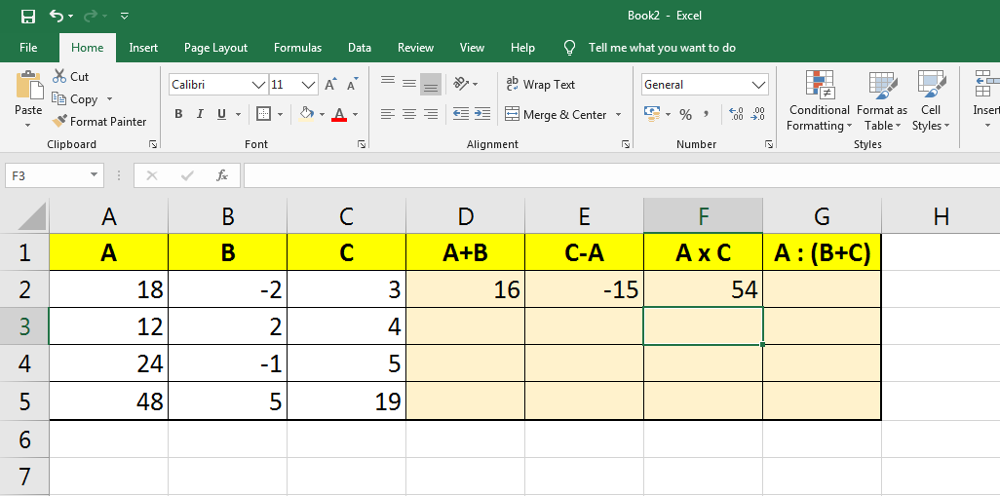 Book2 - Excel
File Home Insert Page Layout Formulas Data Review View Help Tell me what you want to do
Paste
Cut
Copy
Format Painter
Clipboard
Calibri 11 A A
B I U A
Font
ab
Wrap Text
Merge & Center
Alignment
General
% , .00 .00
Number
Conditional Formatting
Format as Table
Cell Styles
Styles
Insert
F3 fx
A B C D E F G H
1 A B C A+B C-A A x C A : (B+C)
2 18 -2 3 16 -15 54
3 12 2 4
4 24 -1 5
5 48 5 19
6
7